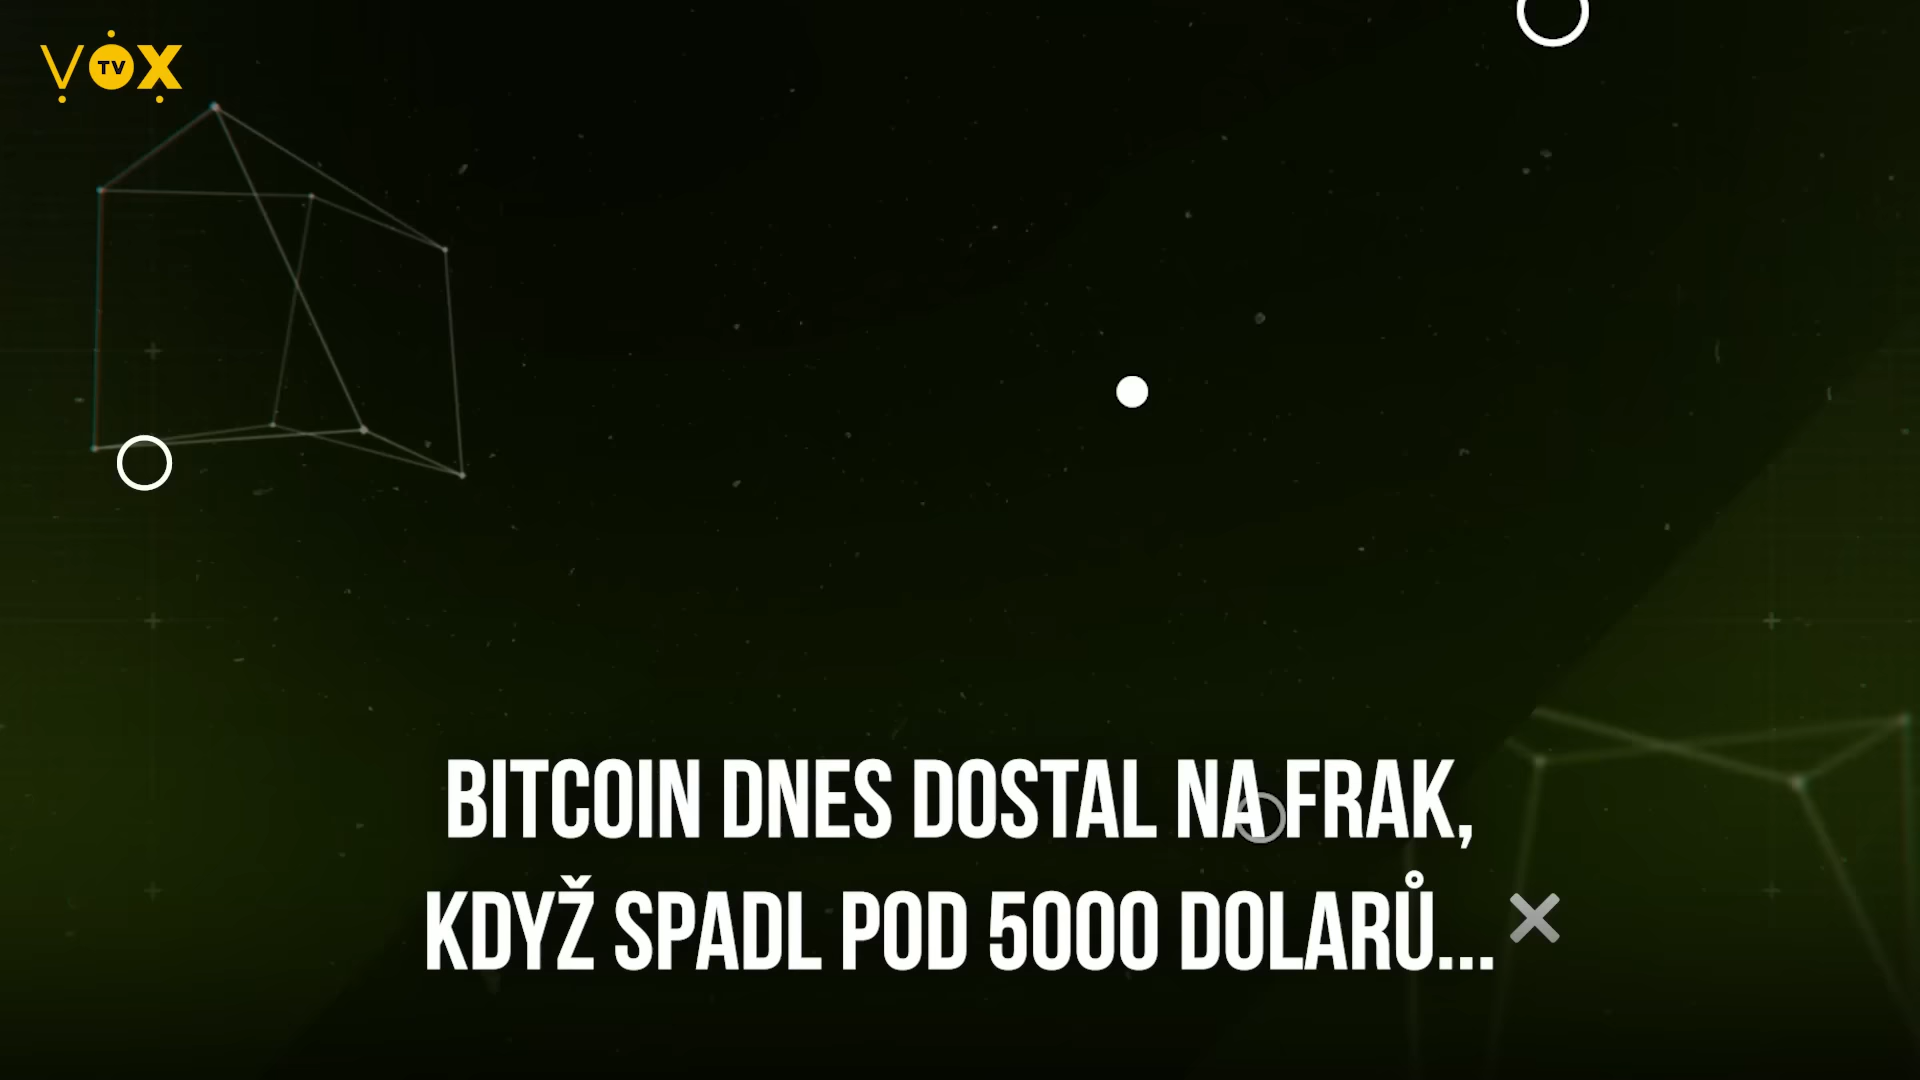 VOX
TV
BITCOIN DNES DOSTAL NA FRAK,
KDYŽ SPADL POD 5000 DOLARŮ...